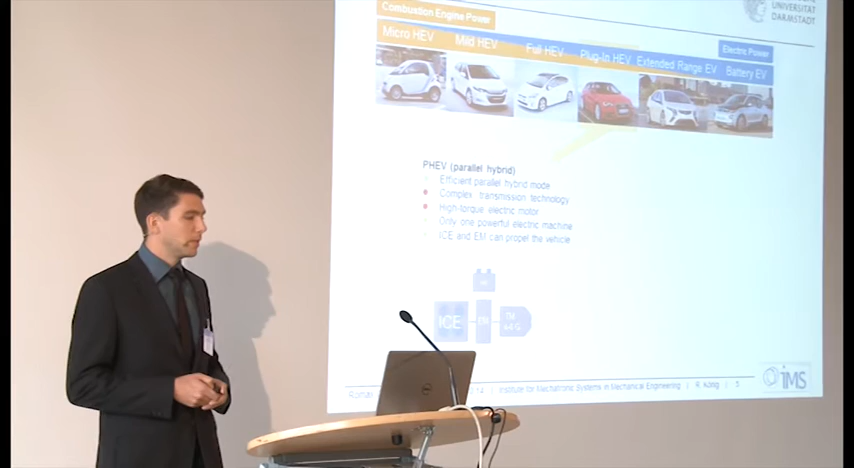 UNIVERSITÄT
DARMSTADT
Combustion Engine Power
Electric Power
Micro HEV Mild HEV Full HEV Plug-In HEV Extended Range EV Battery EV
PHEV (parallel hybrid)
Efficient parallel hybrid mode
Complex transmission technology
High-torque electric motor
Only one powerful electric machine
ICE and EM can propel the vehicle
ICE EM TM
Institute for Mechatronic Systems in Mechanical Engineering | 5
iMS